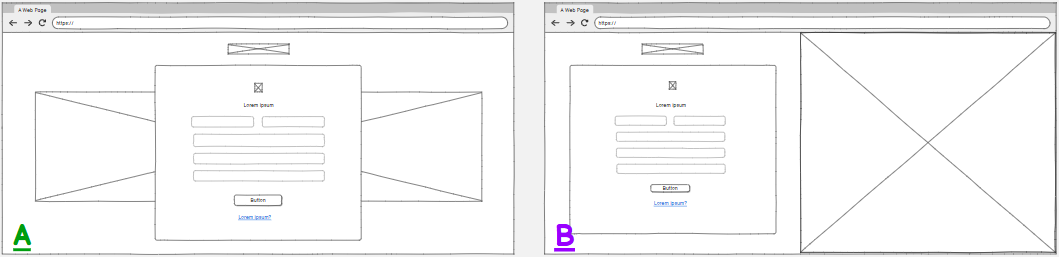 A Web Page
https://
Lorem ipsum
Button
Lorem ipsum?
A
A Web Page
https://
Lorem ipsum
Button
Lorem ipsum?
B